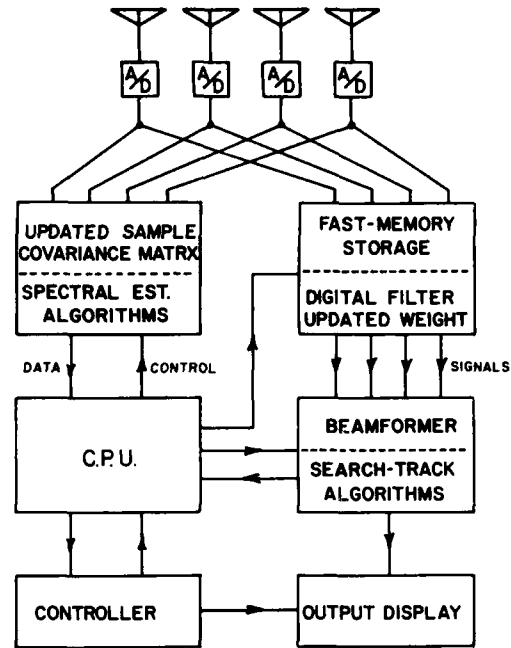 A/D A/D A/D A/D
UPDATED SAMPLE
COVARIANCE MATRX
SPECTRAL EST.
ALGORITHMS
FAST-MEMORY
STORAGE
DIGITAL FILTER
UPDATED WEIGHT
DATA
CONTROL
SIGNALS
C.P.U.
BEAMFORMER
SEARCH-TRACK
ALGORITHMS
CONTROLLER
OUTPUT DISPLAY